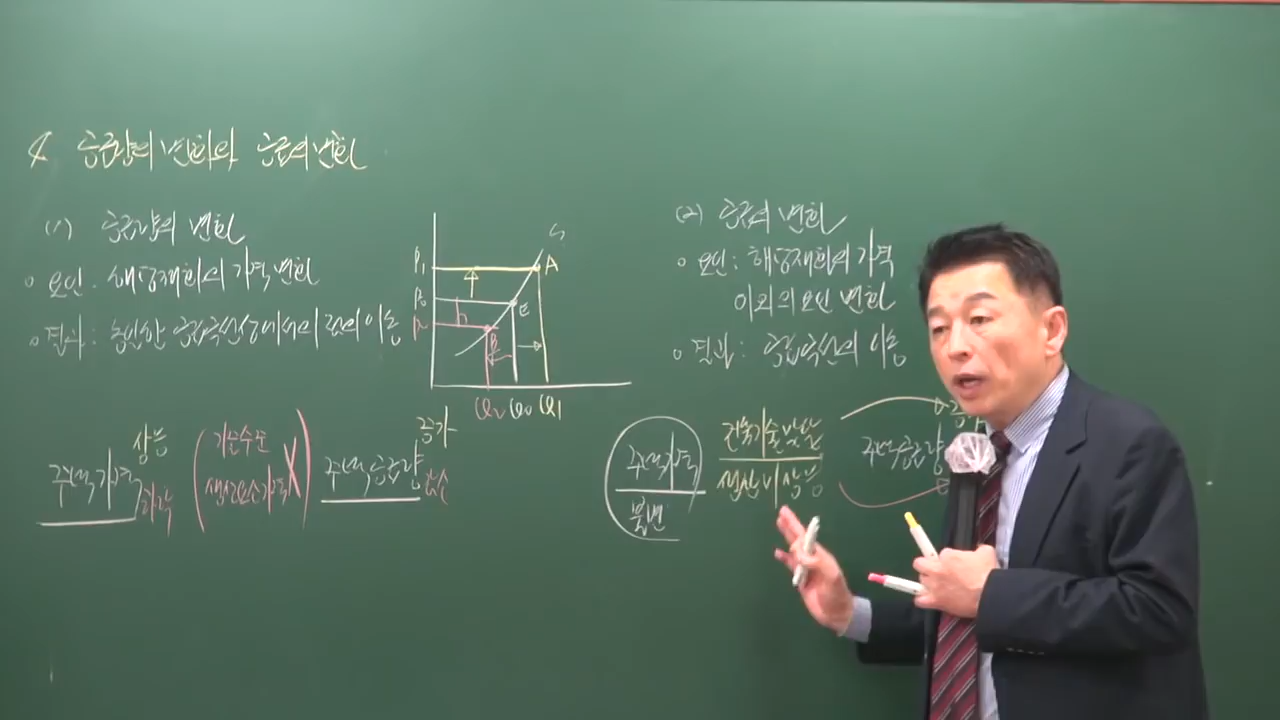 4. 공급량의 변화와 공급의 변화
(1) 공급량의 변화
○ 요인 : 해당재화의 가격 변화
○ 결과 : 동일한 공급곡선상에서의 점의 이동
P₁
P₀
P₂
S
A
E
B
Q₂ Q₀ Q₁
주택가격
상승
하락
기술수준
생산요소가격
X
주택공급량
증가
감소
(2) 공급의 변화
○ 요인 : 해당재화의 가격
이외의 요인 변화
○ 결과 : 공급곡선의 이동
주택가격
불변
건축기술발달
생산비 상승
주택공급량